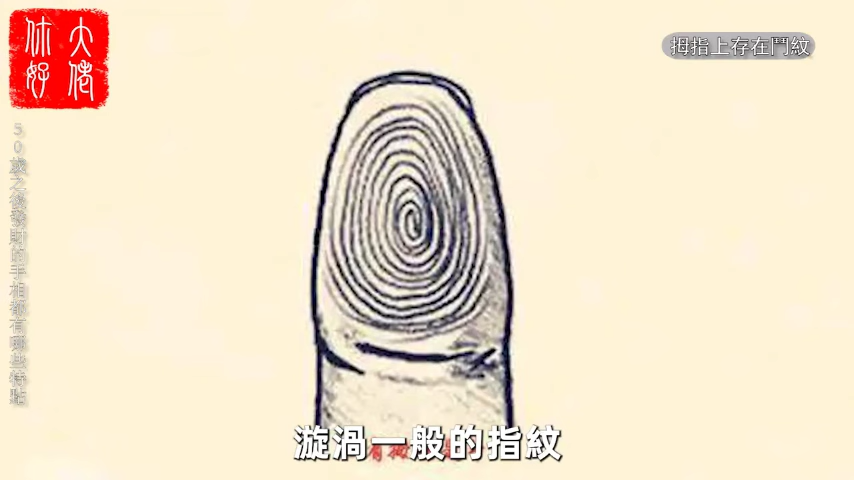 大佬
休好
拇指上存在鬥紋
50歲之後發財的手相都有哪些特點
漩渦一般的指紋